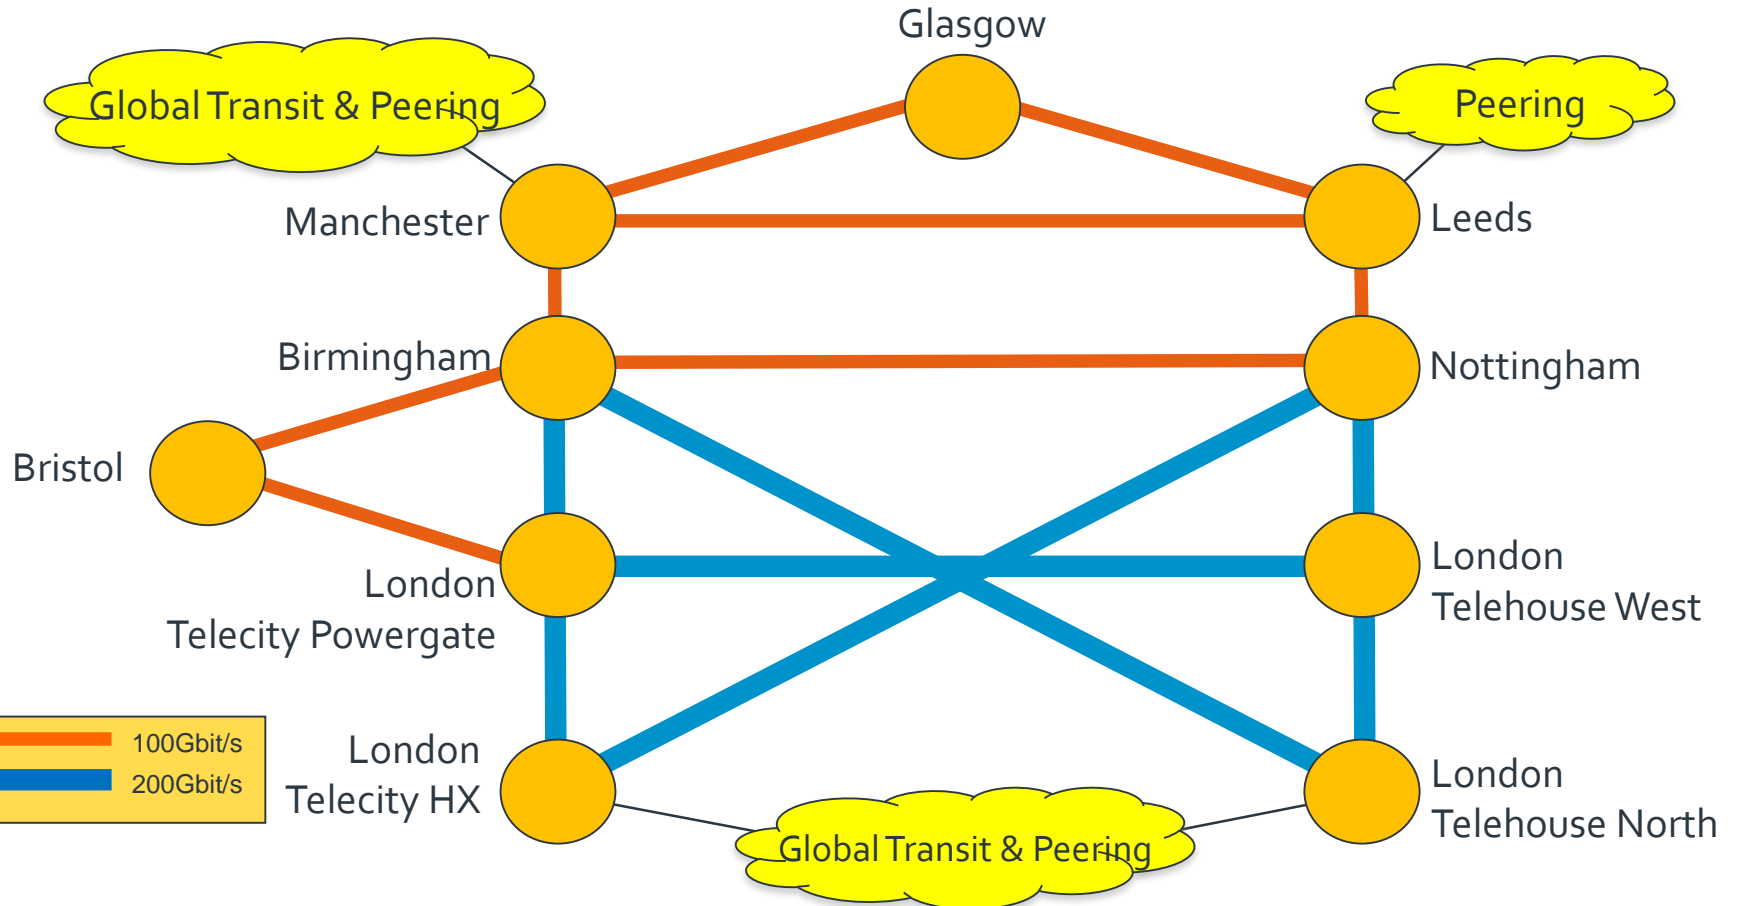 Glasgow
Global Transit & Peering
Peering
Manchester
Leeds
Birmingham
Nottingham
Bristol
London
Telecity Powergate
London
Telehouse West
100Gbit/s
200Gbit/s
London
Telecity HX
London
Telehouse North
Global Transit & Peering